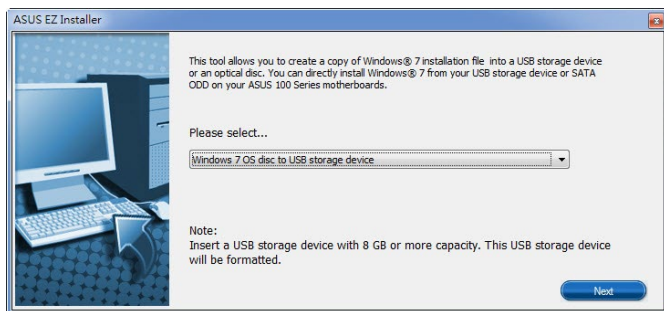 ASUS EZ Installer
This tool allows you to create a copy of Windows® 7 installation file into a USB storage device
or an optical disc. You can directly install Windows® 7 from your USB storage device or SATA
ODD on your ASUS 100 Series motherboards.
Please select...
Windows 7 OS disc to USB storage device
Note:
Insert a USB storage device with 8 GB or more capacity. This USB storage device
will be formatted.
Next